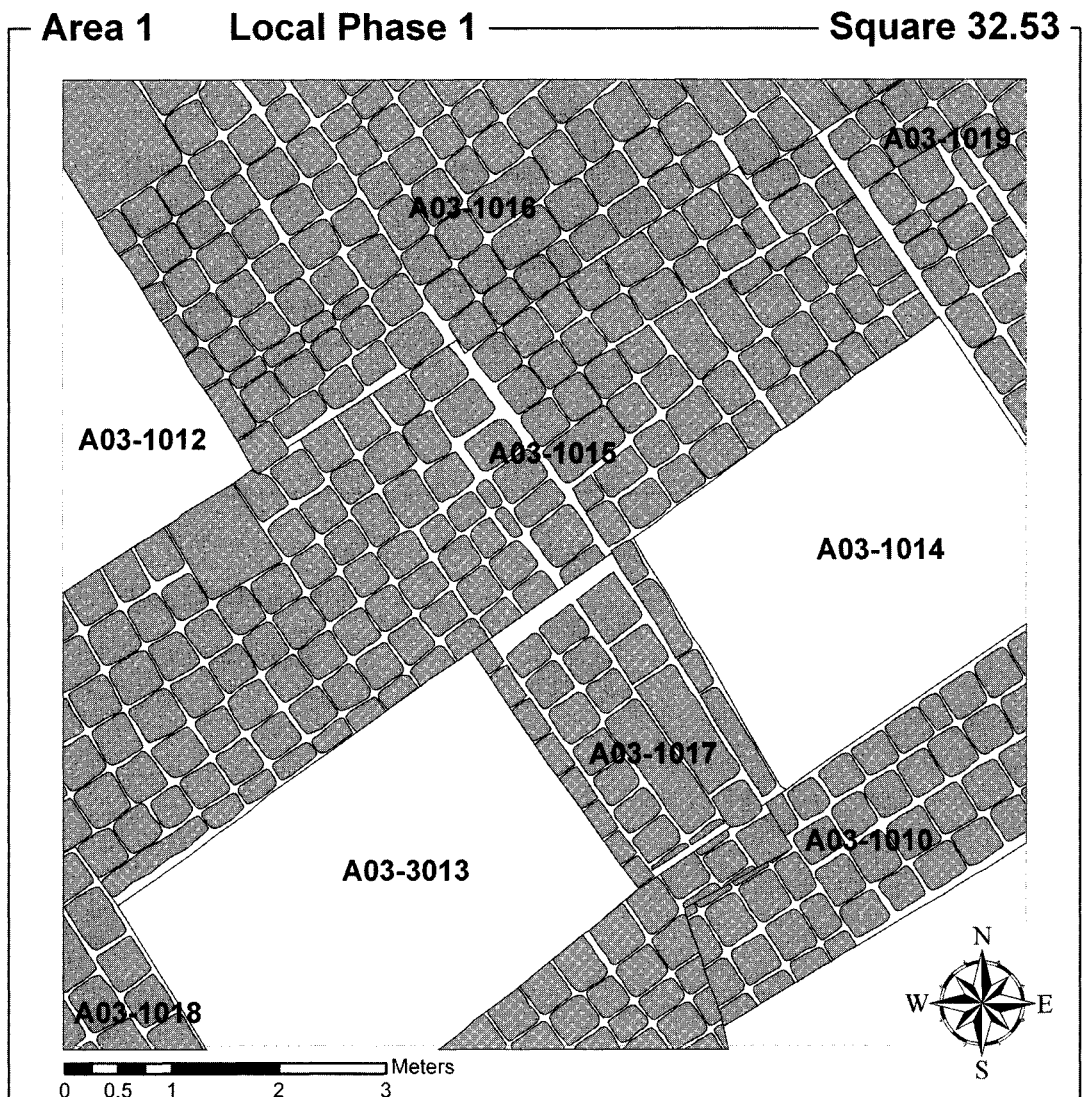 Area 1 Local Phase 1 Square 32.53
A03-1019
A03-1016
A03-1012
A03-1015
A03-1014
A03-1017
A03-1010
A03-3013
A03-1018
N
W E
S
Meters
0 0.5 1 2 3